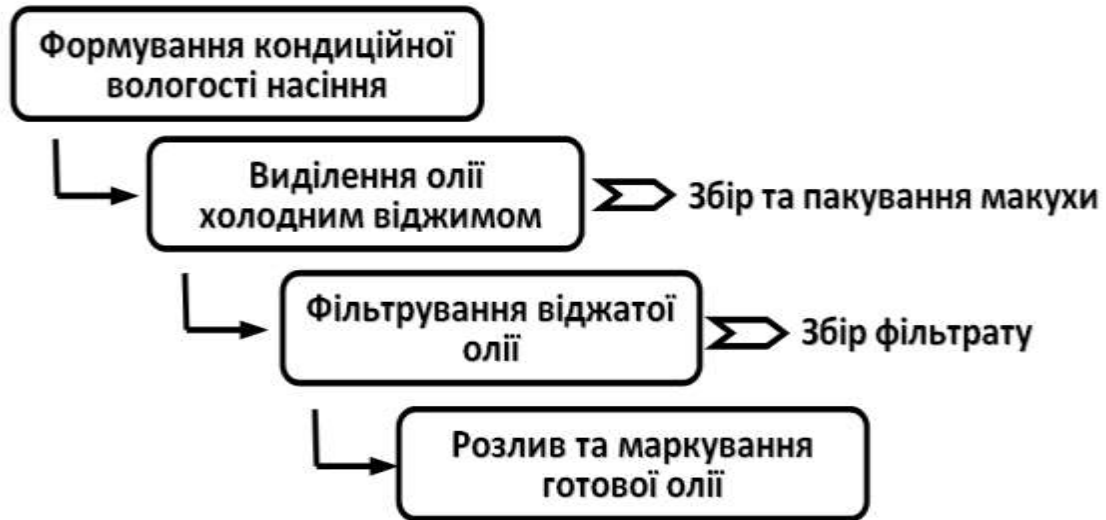 Формування кондиційної
вологості насіння
Виділення олії
холодним віджимом
Збір та пакування макухи
Фільтрування віджатої
олії
Збір фільтрату
Розлив та маркування
готової олії